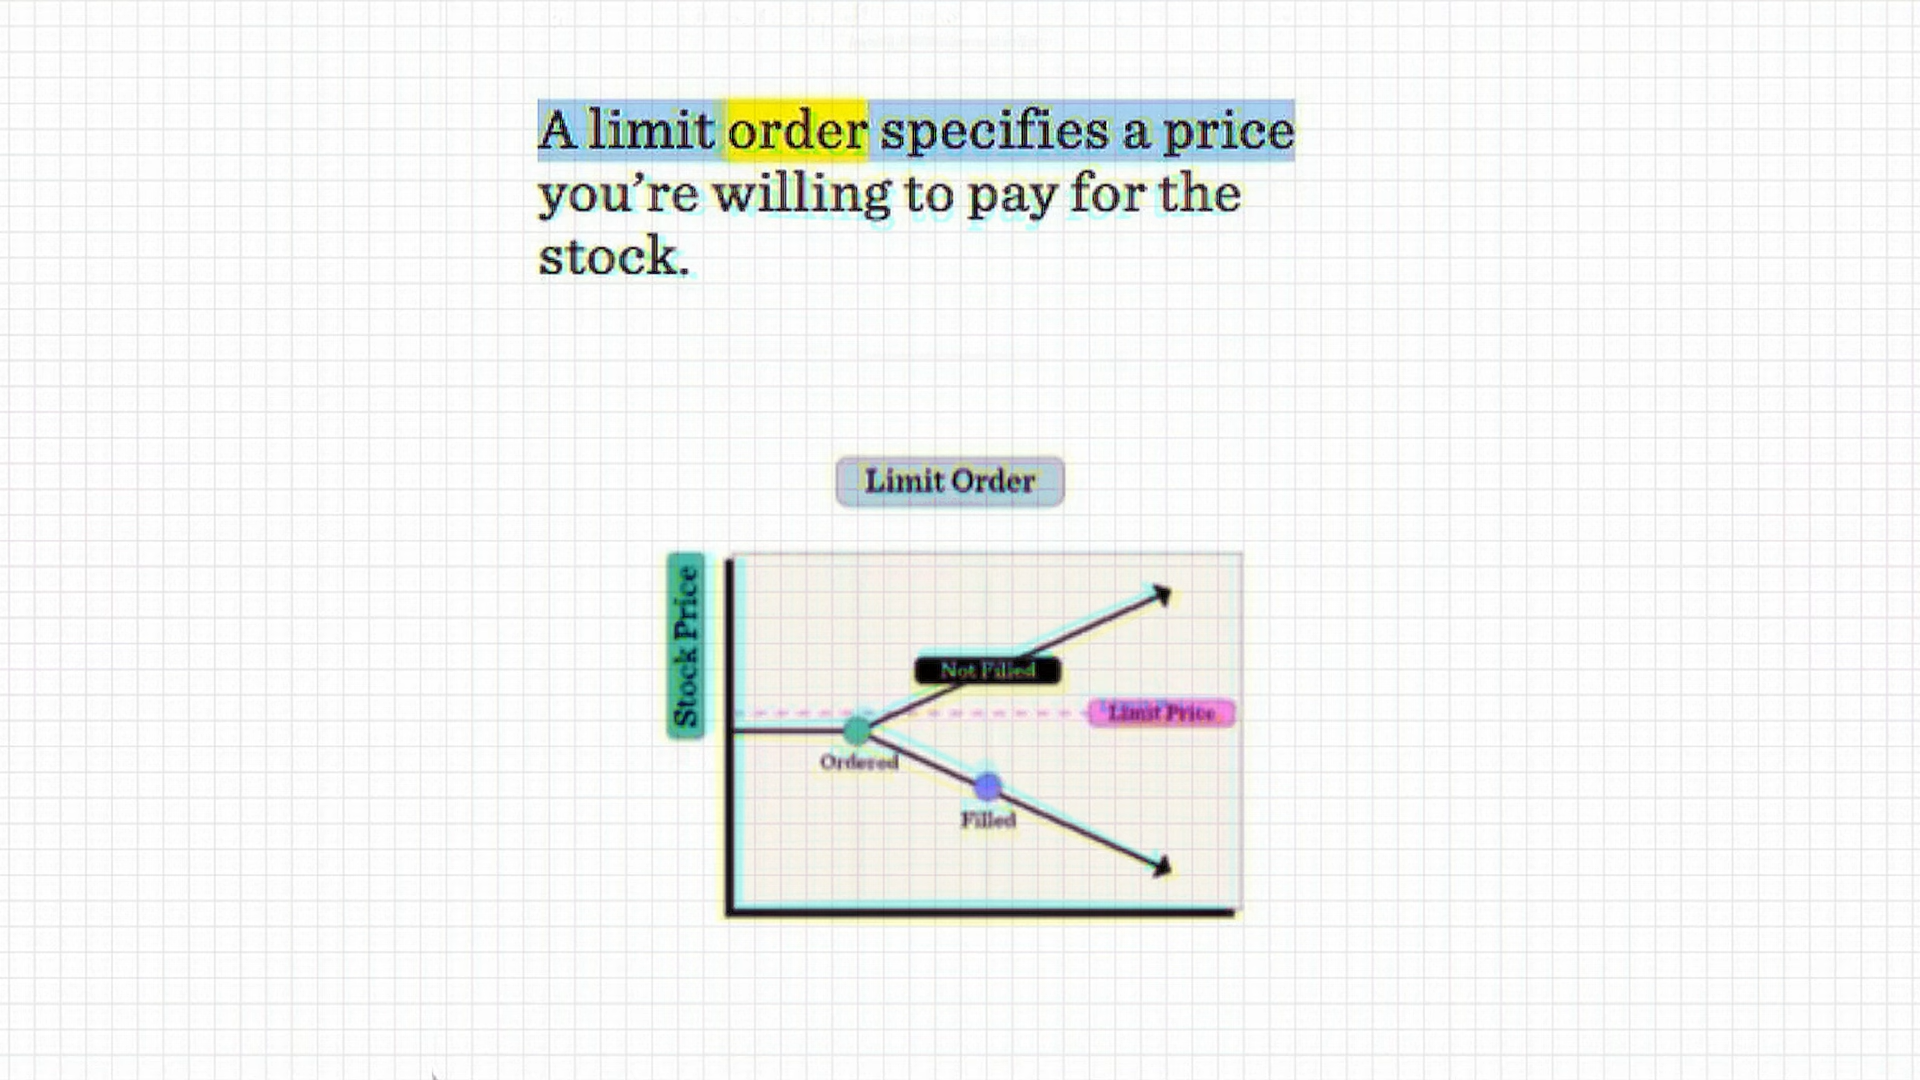 A limit order specifies a price
you’re willing to pay for the
stock.
Limit Order
Stock Price
Not Filled
Limit Price
Ordered
Filled